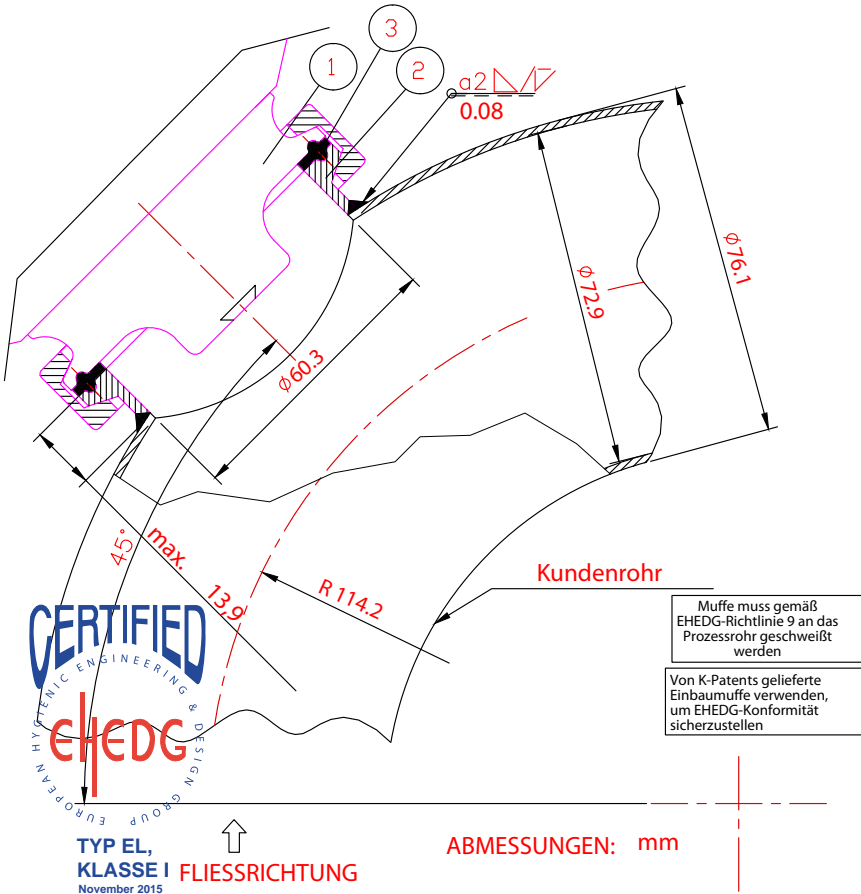 3
1
2
a2
0.08
ϕ76.1
ϕ72.9
ϕ60.3
45°
max.
13,9
R 114.2
Kundenrohr
Muffe muss gemäß
EHEDG-Richtlinie 9 an das
Prozessrohr geschweißt
werden
Von K-Patents gelieferte
Einbaumuffe verwenden,
um EHEDG-Konformität
sicherzustellen
CERTIFIED
EUROPEAN HYGIENIC ENGINEERING & DESIGN GROUP
EHEDG
TYP EL,
KLASSE I
November 2015
FLIESSRICHTUNG
ABMESSUNGEN: mm